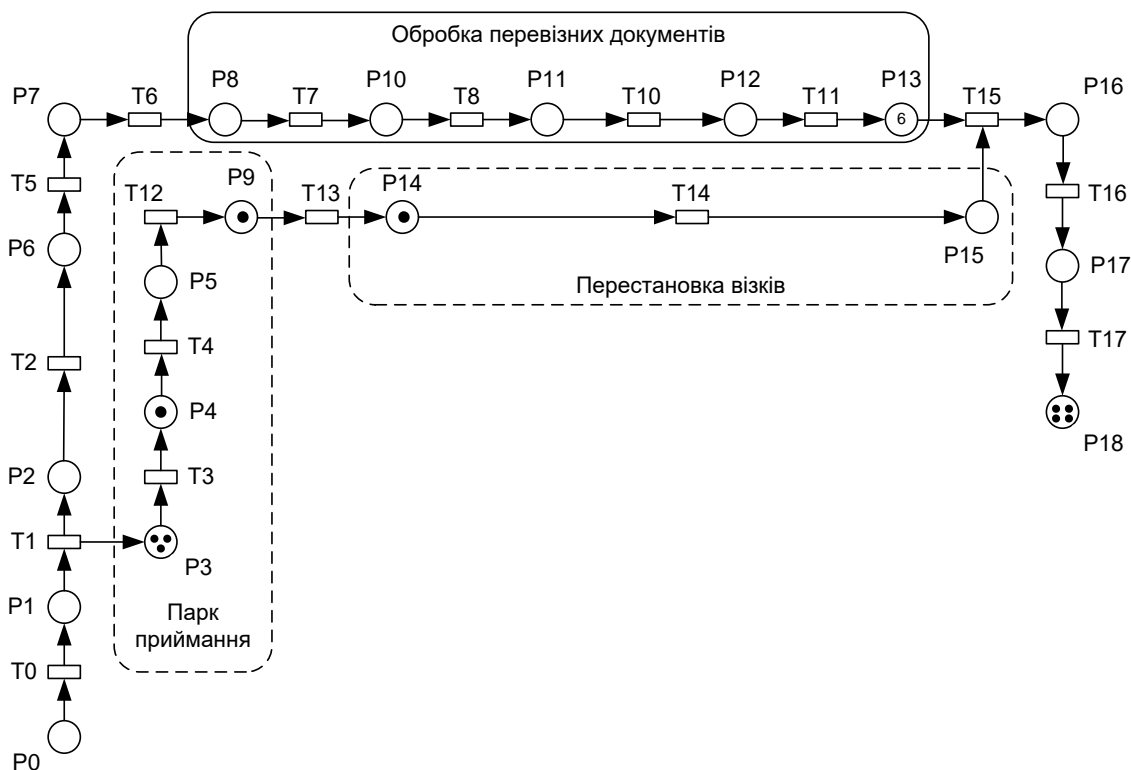 Обробка перевізних документів
P7
T6
P8
T7
P10
T8
P11
T10
P12
T11
P13
6
T15
P16
T5
T12
P9
T13
P14
T14
T16
P6
P5
P15
P17
Перестановка візків
T2
T4
T17
P4
P18
P2
T3
T1
P3
P1
Парк
приймання
T0
P0